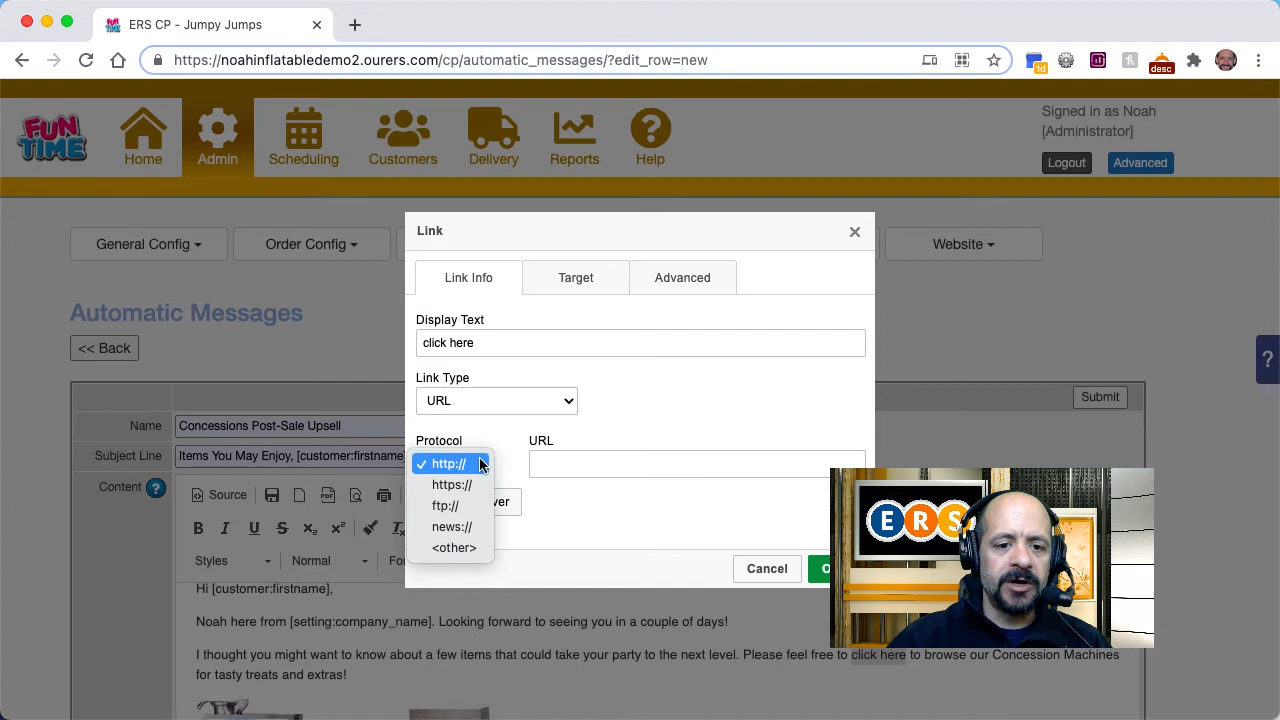 ERS CP - Jumpy Jumps
https://noahinflatabledemo2.ourers.com/cp/automatic_messages/?edit_row=new
1d
desc
FUN TIME
Home
Admin
Scheduling
Customers
Delivery
Reports
Help
Signed in as Noah
[Administrator]
Logout
Advanced
General Config
Order Config
Website
Link
Link Info
Target
Advanced
Automatic Messages
<< Back
Display Text
click here
Link Type
URL
Submit
Name
Concessions Post-Sale Upsell
Protocol
URL
Subject Line
Items You May Enjoy, [customer:firstname]
http://
https://
ftp://
news://
<other>
Content
?
Source
Styles
Normal
Cancel
ERS
Hi [customer:firstname],
Noah here from [setting:company_name]. Looking forward to seeing you in a couple of days!
I thought you might want to know about a few items that could take your party to the next level. Please feel free to click here to browse our Concession Machines
for tasty treats and extras!